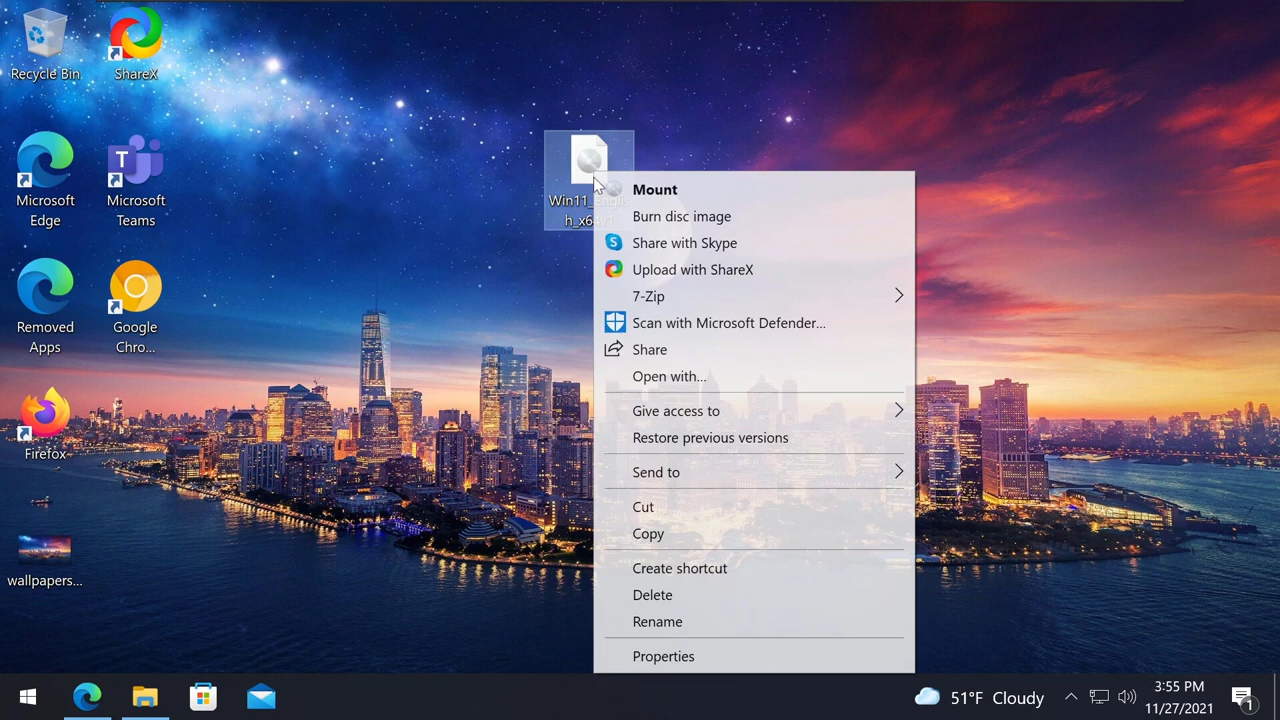 Recycle Bin
ShareX
Microsoft
Edge
Microsoft
Teams
Removed
Apps
Google
Chro...
Firefox
wallpapers...
Win11_Englis
h_x64
Mount
Burn disc image
Share with Skype
Upload with ShareX
7-Zip
Scan with Microsoft Defender...
Share
Open with...
Give access to
Restore previous versions
Send to
Cut
Copy
Create shortcut
Delete
Rename
Properties
51°F Cloudy
3:55 PM
11/27/2021
1